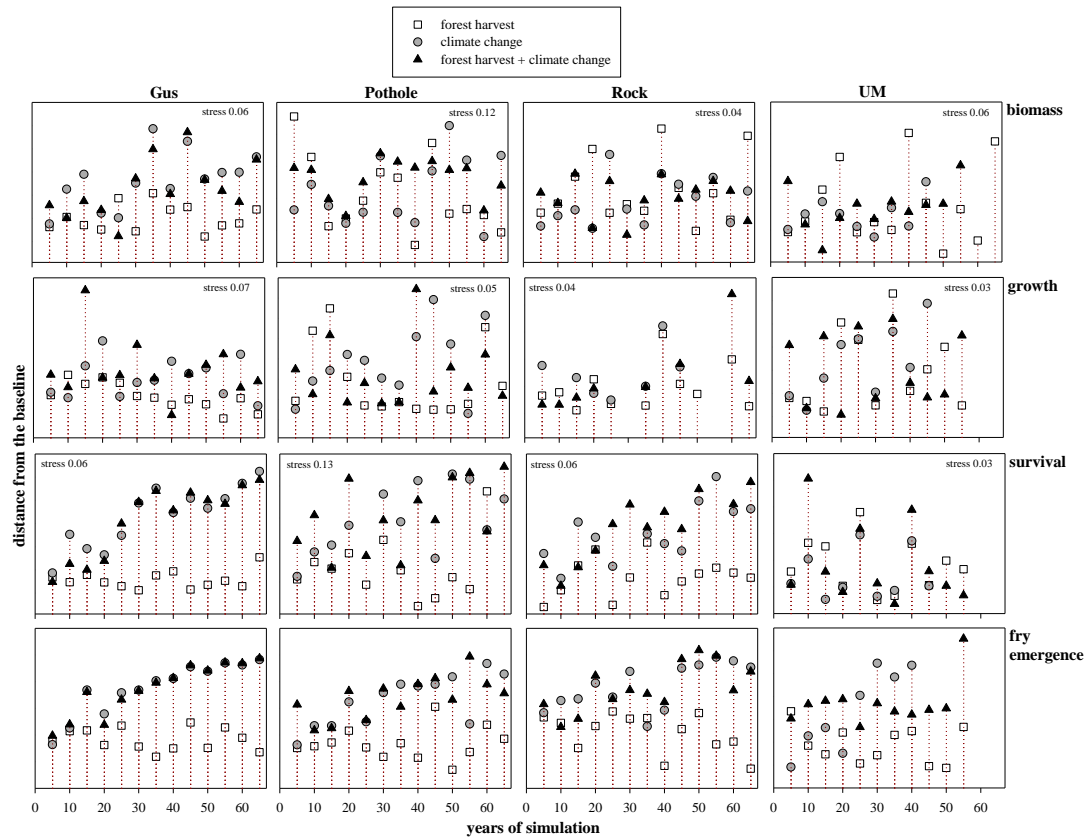 forest harvest
climate change
forest harvest + climate change
Gus
Pothole
Rock
UM
stress 0.06
stress 0.12
stress 0.04
stress 0.06
biomass
stress 0.07
stress 0.05
stress 0.04
stress 0.03
growth
stress 0.06
stress 0.13
stress 0.06
stress 0.03
survival
fry
emergence
distance from the baseline
0 10 20 30 40 50 60
0 10 20 30 40 50 60
0 10 20 30 40 50 60
0 10 20 30 40 50 60
years of simulation